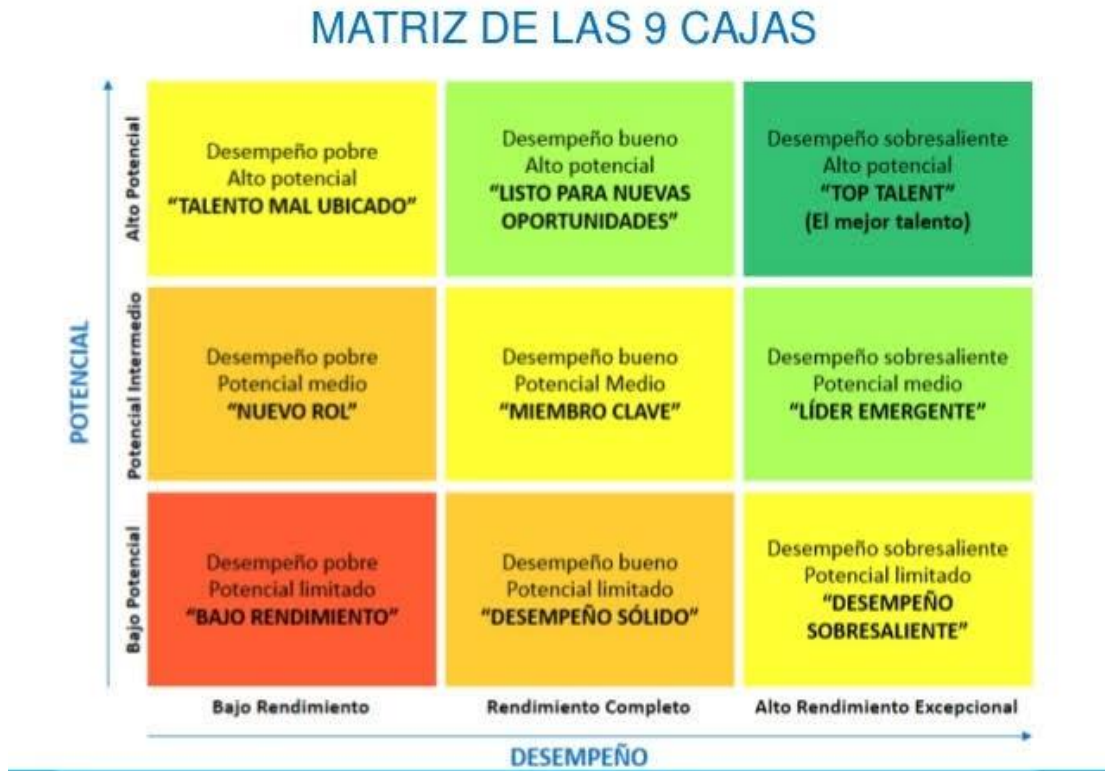 MATRIZ DE LAS 9 CAJAS
POTENCIAL
Alto Potencial
Desempeño pobre
Alto potencial
“TALENTO MAL UBICADO”
Desempeño bueno
Alto potencial
“LISTO PARA NUEVAS
OPORTUNIDADES”
Desempeño sobresaliente
Alto potencial
“TOP TALENT”
(El mejor talento)
Potencial Intermedio
Desempeño pobre
Potencial medio
“NUEVO ROL”
Desempeño bueno
Potencial Medio
“MIEMBRO CLAVE”
Desempeño sobresaliente
Potencial medio
“LÍDER EMERGENTE”
Bajo Potencial
Desempeño pobre
Potencial limitado
“BAJO RENDIMIENTO”
Desempeño bueno
Potencial limitado
“DESEMPEÑO SÓLIDO”
Desempeño sobresaliente
Potencial limitado
“DESEMPEÑO
SOBRESALIENTE”
Bajo Rendimiento
Rendimiento Completo
Alto Rendimiento Excepcional
DESEMPEÑO